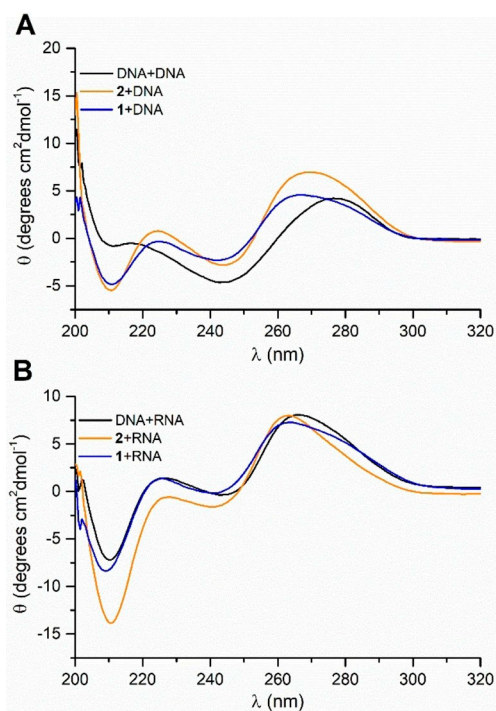 A
20
15
10
5
0
-5
θ (degrees cm²dmol⁻¹)
DNA+DNA
2+DNA
1+DNA
200 220 240 260 280 300 320
λ (nm)
B
10
5
0
-5
-10
-15
θ (degrees cm²dmol⁻¹)
DNA+RNA
2+RNA
1+RNA
200 220 240 260 280 300 320
λ (nm)